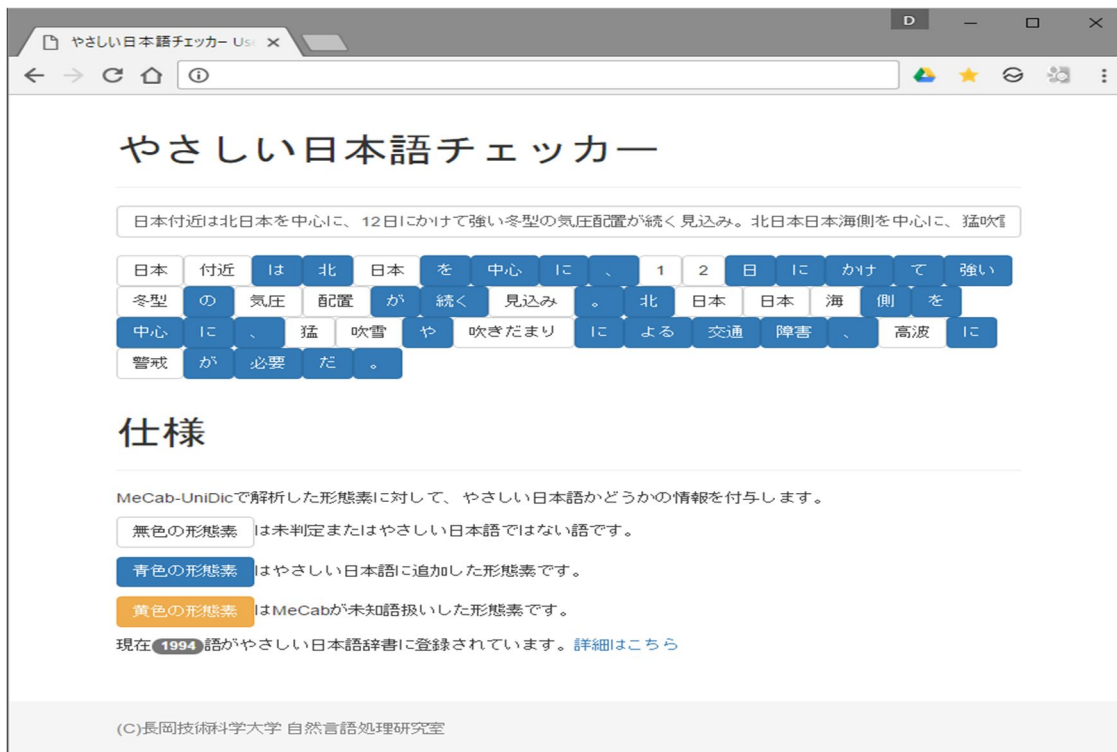 D
やさしい日本語チェッカー Us
やさしい日本語チェッカー
日本付近は北日本を中心に、12日にかけて強い冬型の気圧配置が続く見込み。北日本日本海側を中心に、猛吹
日本 付近 は 北 日本 を 中心 に 、 1 2 日 に かけ て 強い
冬型 の 気圧 配置 が 続く 見込み 。 北 日本 日本 海 側 を
中心 に 、 猛 吹雪 や 吹きだまり に よる 交通 障害 、 高波 に
警戒 が 必要 だ 。
仕様
MeCab-UniDicで解析した形態素に対して、やさしい日本語かどうかの情報を付与します。
無色の形態素は未判定またはやさしい日本語ではない語です。
青色の形態素はやさしい日本語に追加した形態素です。
黄色の形態素はMeCabが未知語扱いした形態素です。
現在1994語がやさしい日本語辞書に登録されています。詳細はこちら
(C)長岡技術科学大学 自然言語処理研究室